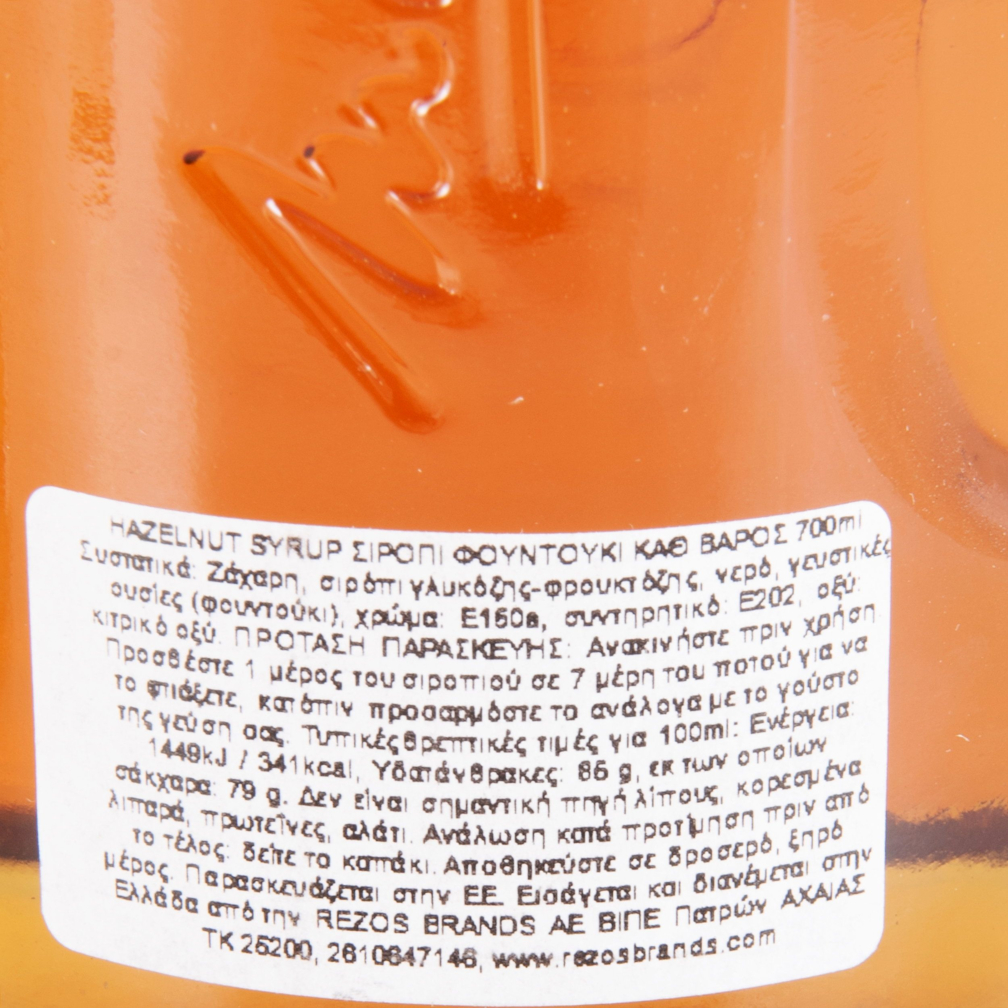 HAZELNUT SYRUP ΣΙΡΟΠΙ ΦΟΥΝΤΟΥΚΙ ΚΑΘ ΒΑΡΟΣ 700ml
Συστατικά: Ζάχαρη, σιρόπι γλυκόζης-φρουκτόζης, νερό, γευστικές
ουσίες (φουντούκι), χρώμα: E150a, συντηρητικό: E202, οξύ:
κιτρικό οξύ. ΠΡΟΤΑΣΗ ΠΑΡΑΣΚΕΥΗΣ: Ανακινήστε πριν χρήση.
Προσθέστε 1 μέρος του σιροπιού σε 7 μέρη του ποτού για να
το φτιάξετε, κατόπιν προσαρμόστε το ανάλογα με το γούστο
της γεύση σας. Τυπικές θρεπτικές τιμές για 100ml: Ενέργεια:
1449kJ / 341kcal, Υδατάνθρακες: 85 g, εκ των οποίων
σάκχαρα: 79 g. Δεν είναι σημαντική πηγή λίπους, κορεσμένα
λιπαρά, πρωτεΐνες, αλάτι. Ανάλωση κατά προτίμηση πριν από
το τέλος: δείτε το καπάκι. Αποθηκεύστε σε δροσερό, ξηρό
μέρος. Παρασκευάζεται στην ΕΕ. Εισάγεται και διανέμεται στην
Ελλάδα από την REZOS BRANDS ΑΕ ΒΙΠΕ Πατρών ΑΧΑΙΑΣ
ΤΚ 25200, 2610647146, www.rezosbrands.com